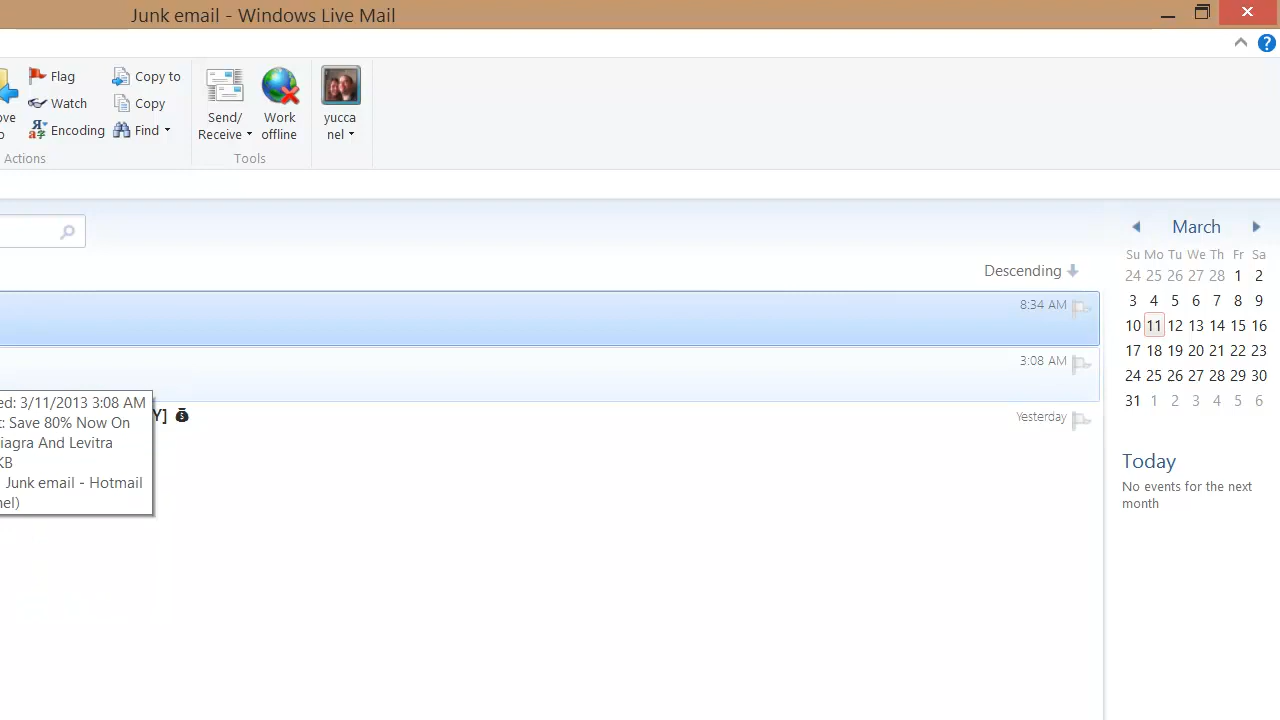 Junk email - Windows Live Mail
Flag
Copy to
Watch
Copy
Encoding
Find
Actions
Send/
Receive
Work
offline
Tools
yucca
nel
Descending
8:34 AM
3:08 AM
Yesterday
Y]
ed: 3/11/2013 3:08 AM
t: Save 80% Now On
iagra And Levitra
KB
Junk email - Hotmail
nel)
March
Su Mo Tu We Th Fr Sa
24 25 26 27 28 1 2
3 4 5 6 7 8 9
10 11 12 13 14 15 16
17 18 19 20 21 22 23
24 25 26 27 28 29 30
31 1 2 3 4 5 6
Today
No events for the next
month